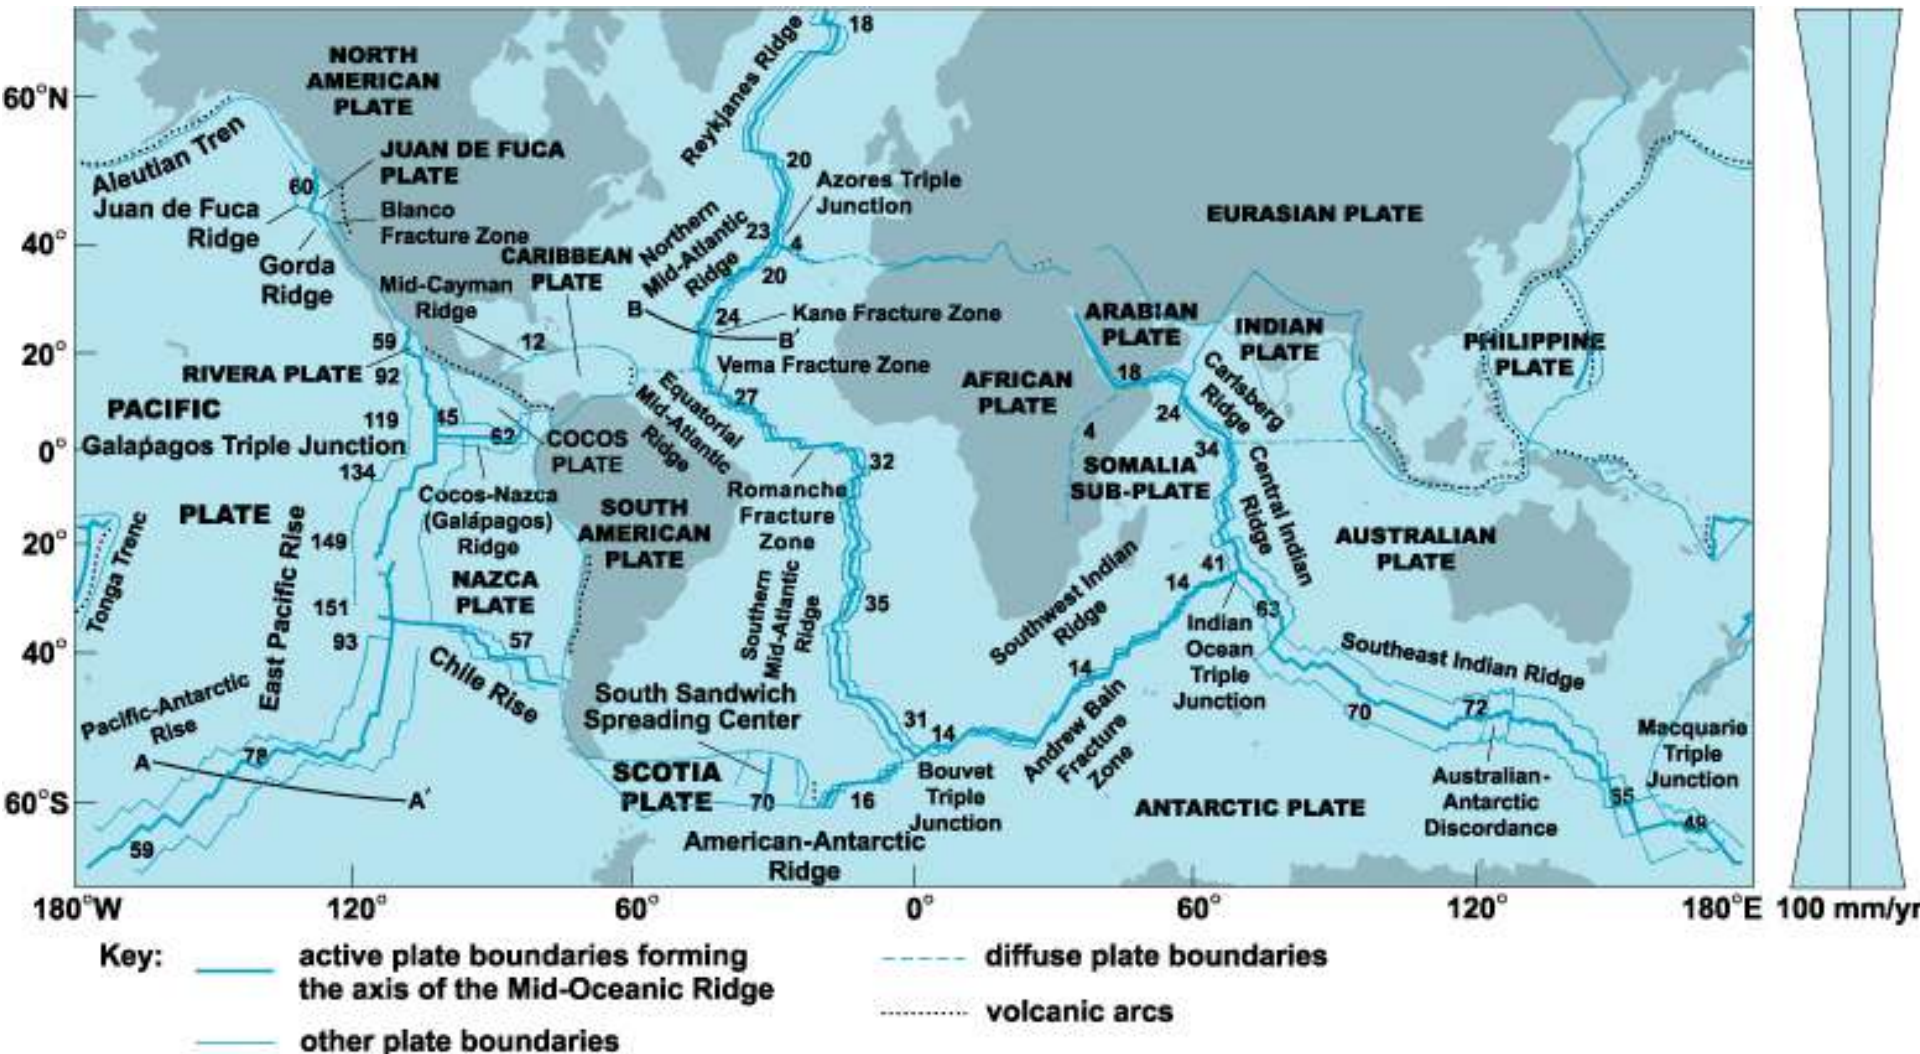 18
NORTH
AMERICAN
PLATE
Reykjanes Ridge
60°N
Aleutian Tren
JUAN DE FUCA
PLATE
20
60
Azores Triple
Junction
Juan de Fuca
Ridge
Blanco
Fracture Zone
EURASIAN PLATE
Northern
Mid-Atlantic
Ridge
23
4
40°
CARIBBEAN
PLATE
Gorda
Ridge
20
Mid-Cayman
Ridge
B
24
Kane Fracture Zone
ARABIAN
PLATE
INDIAN
PLATE
PHILIPPINE
PLATE
59
12
B'
20°
Vema Fracture Zone
RIVERA PLATE
92
18
AFRICAN
PLATE
Carlsberg
Ridge
PACIFIC
119
45
27
24
Equatorial
Mid-Atlantic
Ridge
62
4
0°
Galapagos Triple Junction
COCOS
PLATE
34
134
32
SOMALIA
SUB-PLATE
Central Indian
Ridge
Cocos-Nazca
(Galápagos)
Ridge
Romanche
Fracture
Zone
PLATE
SOUTH
AMERICAN
PLATE
20°
149
AUSTRALIAN
PLATE
Tonga Trenc
East Pacific Rise
NAZCA
PLATE
Southern
Mid-Atlantic
Ridge
41
14
151
35
63
Southwest Indian
Ridge
Indian
Ocean
Triple
Junction
93
57
40°
Southeast Indian Ridge
Chile Rise
14
Pacific-Antarctic
Rise
South Sandwich
Spreading Center
Andrew Bain
Fracture
Zone
70
72
31
14
Macquarie
Triple
Junction
A
78
SCOTIA
PLATE
Bouvet
Triple
Junction
Australian-
Antarctic
Discordance
60°S
A'
70
16
ANTARCTIC PLATE
65
49
59
American-Antarctic
Ridge
180°W
120°
60°
0°
60°
120°
180°E
100 mm/yr
Key:
active plate boundaries forming
the axis of the Mid-Oceanic Ridge
other plate boundaries
diffuse plate boundaries
volcanic arcs